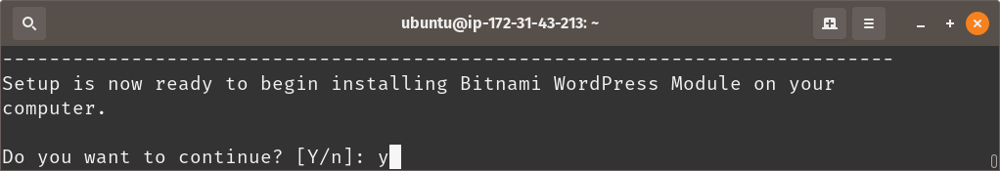 ubuntu@ip-172-31-43-213: ~
----------------------------------------------------------------------------
Setup is now ready to begin installing Bitnami WordPress Module on your
computer.
Do you want to continue? [Y/n]: y